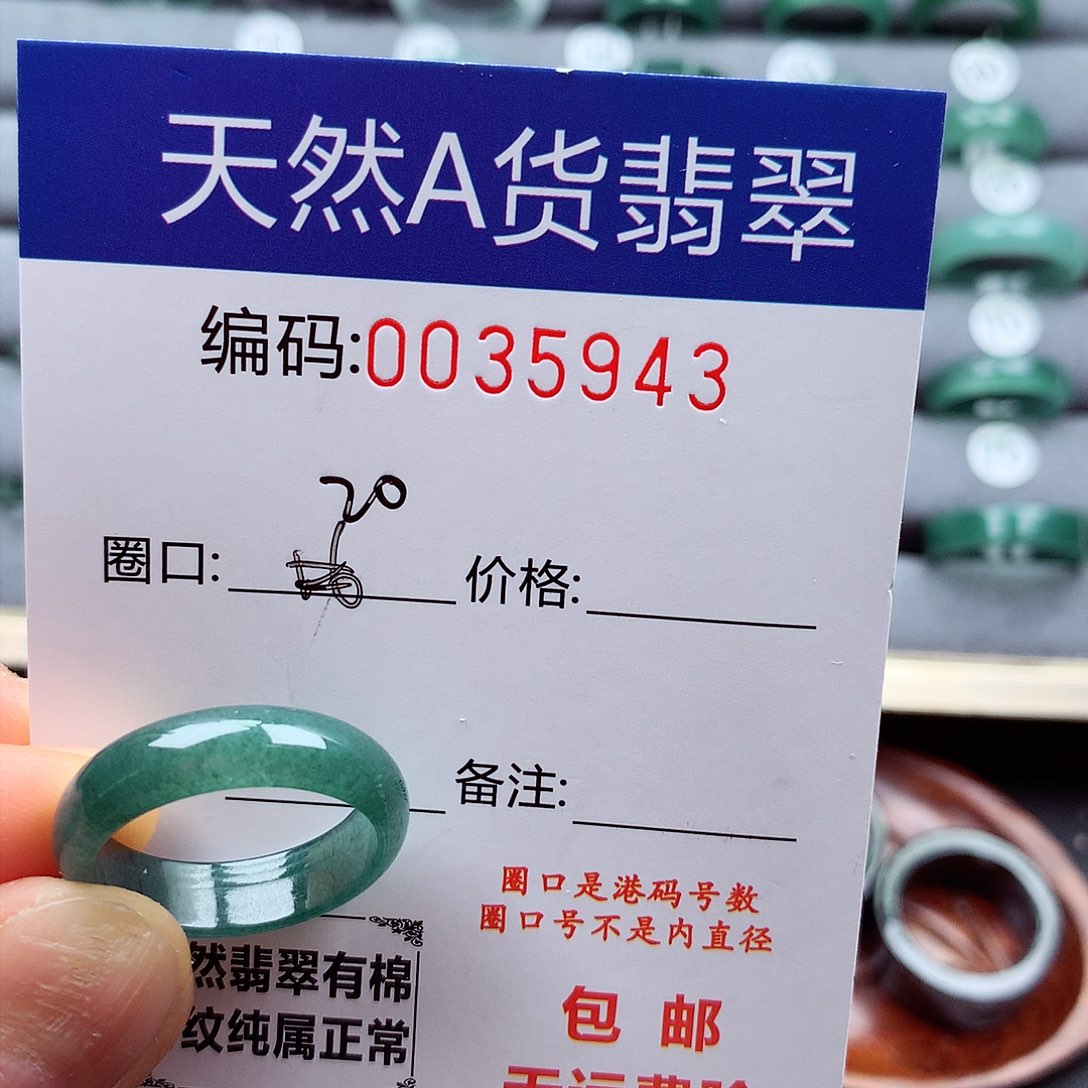 天然A货翡翠
编码:0035943
20
圈口:
价格:
备注:
圈口是港码号数
圈口号不是内直径
然翡翠有棉
纹纯属正常
包邮